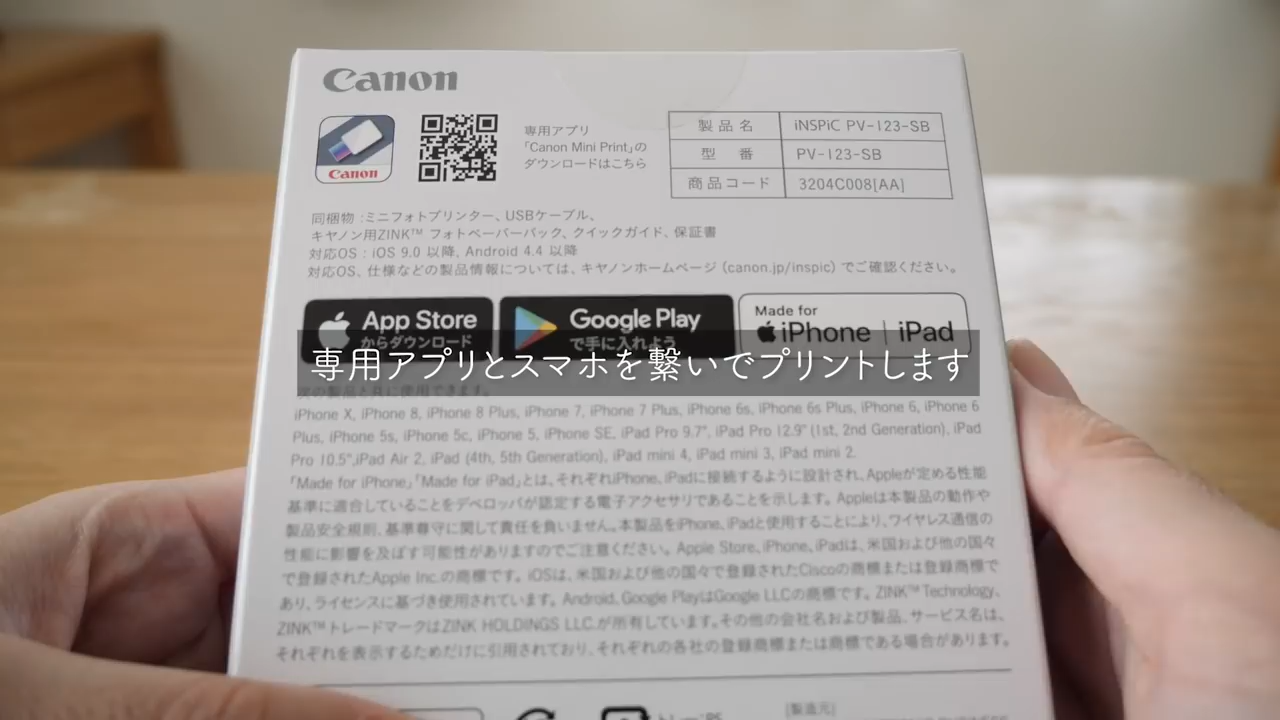 Canon
Canon
専用アプリ
「Canon Mini Print」の
ダウンロードはこちら
製品名 iNSPiC PV-123-SB
型 番 PV-123-SB
商品コード 3204C008[AA]
同梱物:ミニフォトプリンター、USBケーブル、
キヤノン用ZINK™ フォトペーパーパック、クイックガイド、保証書
対応OS:iOS 9.0 以降, Android 4.4 以降
対応OS、仕様などの製品情報については、キヤノンホームページ (canon.jp/inspic) でご確認ください。
App Store
からダウンロード
Google Play
で手に入れよう
Made for
iPhone | iPad
専用アプリとスマホを繋いでプリントします
次の製品と共に使用できます。
iPhone X, iPhone 8, iPhone 8 Plus, iPhone 7, iPhone 7 Plus, iPhone 6s, iPhone 6s Plus, iPhone 6, iPhone 6
Plus, iPhone 5s, iPhone 5c, iPhone 5, iPhone SE, iPad Pro 9.7", iPad Pro 12.9" (1st, 2nd Generation), iPad
Pro 10.5",iPad Air 2, iPad (4th, 5th Generation), iPad mini 4, iPad mini 3, iPad mini 2.
「Made for iPhone」「Made for iPad」とは、それぞれiPhone、iPadに接続するように設計され、Appleが定める性能
基準に適合していることをデベロッパが認定する電子アクセサリであることを示します。Appleは本製品の動作や
製品安全規則、基準尊守に関して責任を負いません。本製品をiPhone、iPadと使用することにより、ワイヤレス通信の
性能に影響を及ぼす可能性がありますのでご注意ください。Apple Store、iPhone、iPadは、米国および他の国々
で登録されたApple Inc.の商標です。iOSは、米国および他の国々で登録されたCiscoの商標または登録商標で
あり、ライセンスに基づき使用されています。Android、Google PlayはGoogle LLCの商標です。ZINK™ Technology、
ZINK™ トレードマークはZINK HOLDINGS LLC.が所有しています。その他の会社名および製品、サービス名は、
それぞれを表示するためだけに引用されており、それぞれの各社の登録商標または商標である場合があります。
トレー:PS
[製造元]